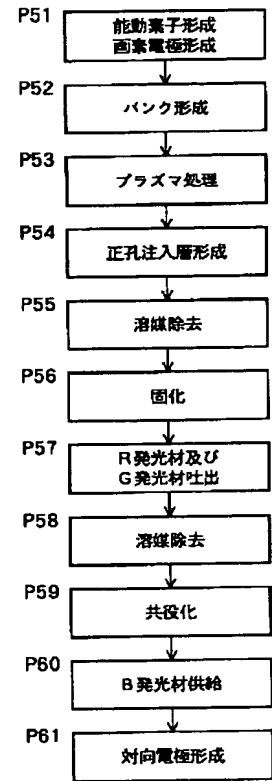 P51
能動素子形成
画素電極形成
P52
バンク形成
P53
プラズマ処理
P54
正孔注入層形成
P55
溶媒除去
P56
固化
P57
R発光材及び
G発光材吐出
P58
溶媒除去
P59
共役化
P60
B発光材供給
P61
対向電極形成